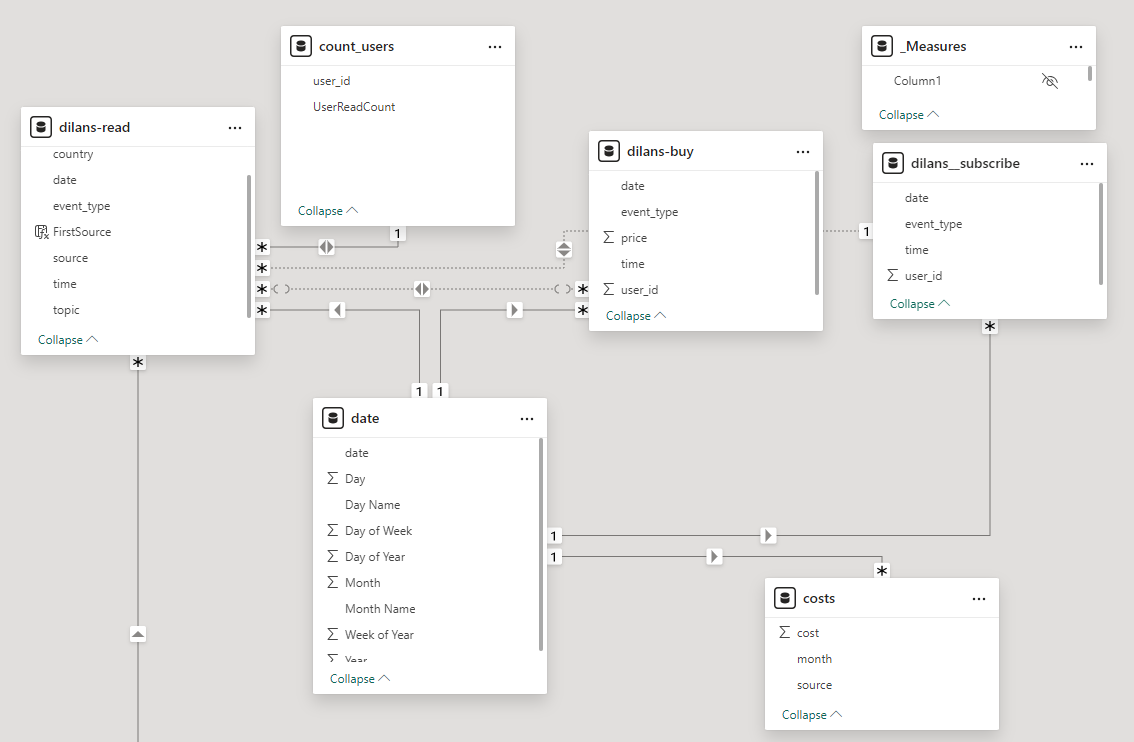 count_users
user_id
UserReadCount
Collapse
_Measures
Column1
Collapse
dilans-read
country
date
event_type
FirstSource
source
time
topic
Collapse
dilans-buy
date
event_type
Σ price
time
Σ user_id
Collapse
dilans__subscribe
date
event_type
time
Σ user_id
Collapse
1
*
*
*
*
*
*
*
1
*
1
1
date
date
Σ Day
Day Name
Σ Day of Week
Σ Day of Year
Σ Month
Month Name
Σ Week of Year
Σ Year
Collapse
1
1
*
costs
Σ cost
month
source
Collapse